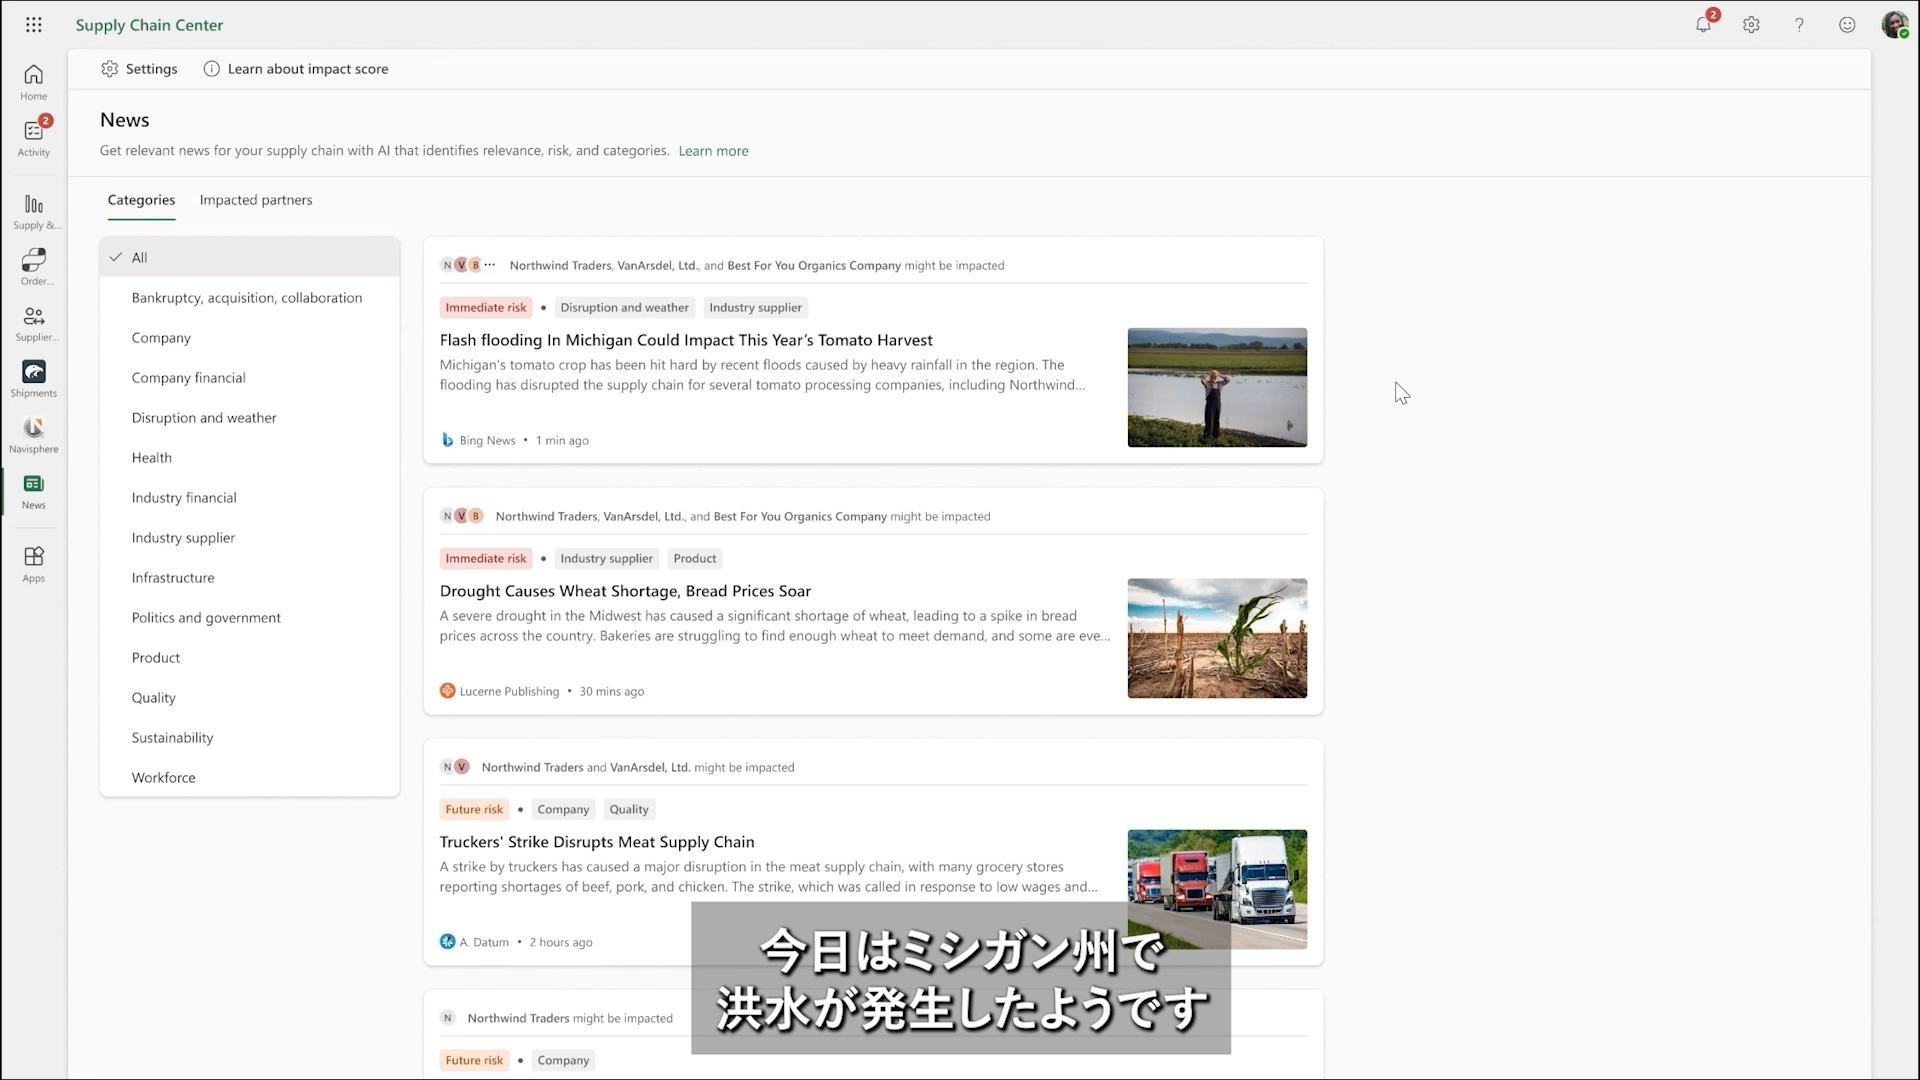 Supply Chain Center
2
Home
2
Activity
Supply &...
Order...
Supplier...
Shipments
Navisphere
News
Apps
Settings
Learn about impact score
News
Get relevant news for your supply chain with AI that identifies relevance, risk, and categories. Learn more
Categories
Impacted partners
All
Bankruptcy, acquisition, collaboration
Company
Company financial
Disruption and weather
Health
Industry financial
Industry supplier
Infrastructure
Politics and government
Product
Quality
Sustainability
Workforce
N V B ... Northwind Traders, VanArsdel, Ltd., and Best For You Organics Company might be impacted
Immediate risk • Disruption and weather Industry supplier
Flash flooding In Michigan Could Impact This Year’s Tomato Harvest
Michigan's tomato crop has been hit hard by recent floods caused by heavy rainfall in the region. The
flooding has disrupted the supply chain for several tomato processing companies, including Northwind...
Bing News • 1 min ago
N V B Northwind Traders, VanArsdel, Ltd., and Best For You Organics Company might be impacted
Immediate risk • Industry supplier Product
Drought Causes Wheat Shortage, Bread Prices Soar
A severe drought in the Midwest has caused a significant shortage of wheat, leading to a spike in bread
prices across the country. Bakeries are struggling to find enough wheat to meet demand, and some are eve...
Lucerne Publishing • 30 mins ago
N V Northwind Traders and VanArsdel, Ltd. might be impacted
Future risk • Company Quality
Truckers' Strike Disrupts Meat Supply Chain
A strike by truckers has caused a major disruption in the meat supply chain, with many grocery stores
reporting shortages of beef, pork, and chicken. The strike, which was called in response to low wages and...
A. Datum • 2 hours ago
N Northwind Traders might be impacted
Future risk • Company
今日はミシガン州で
洪水が発生したようです